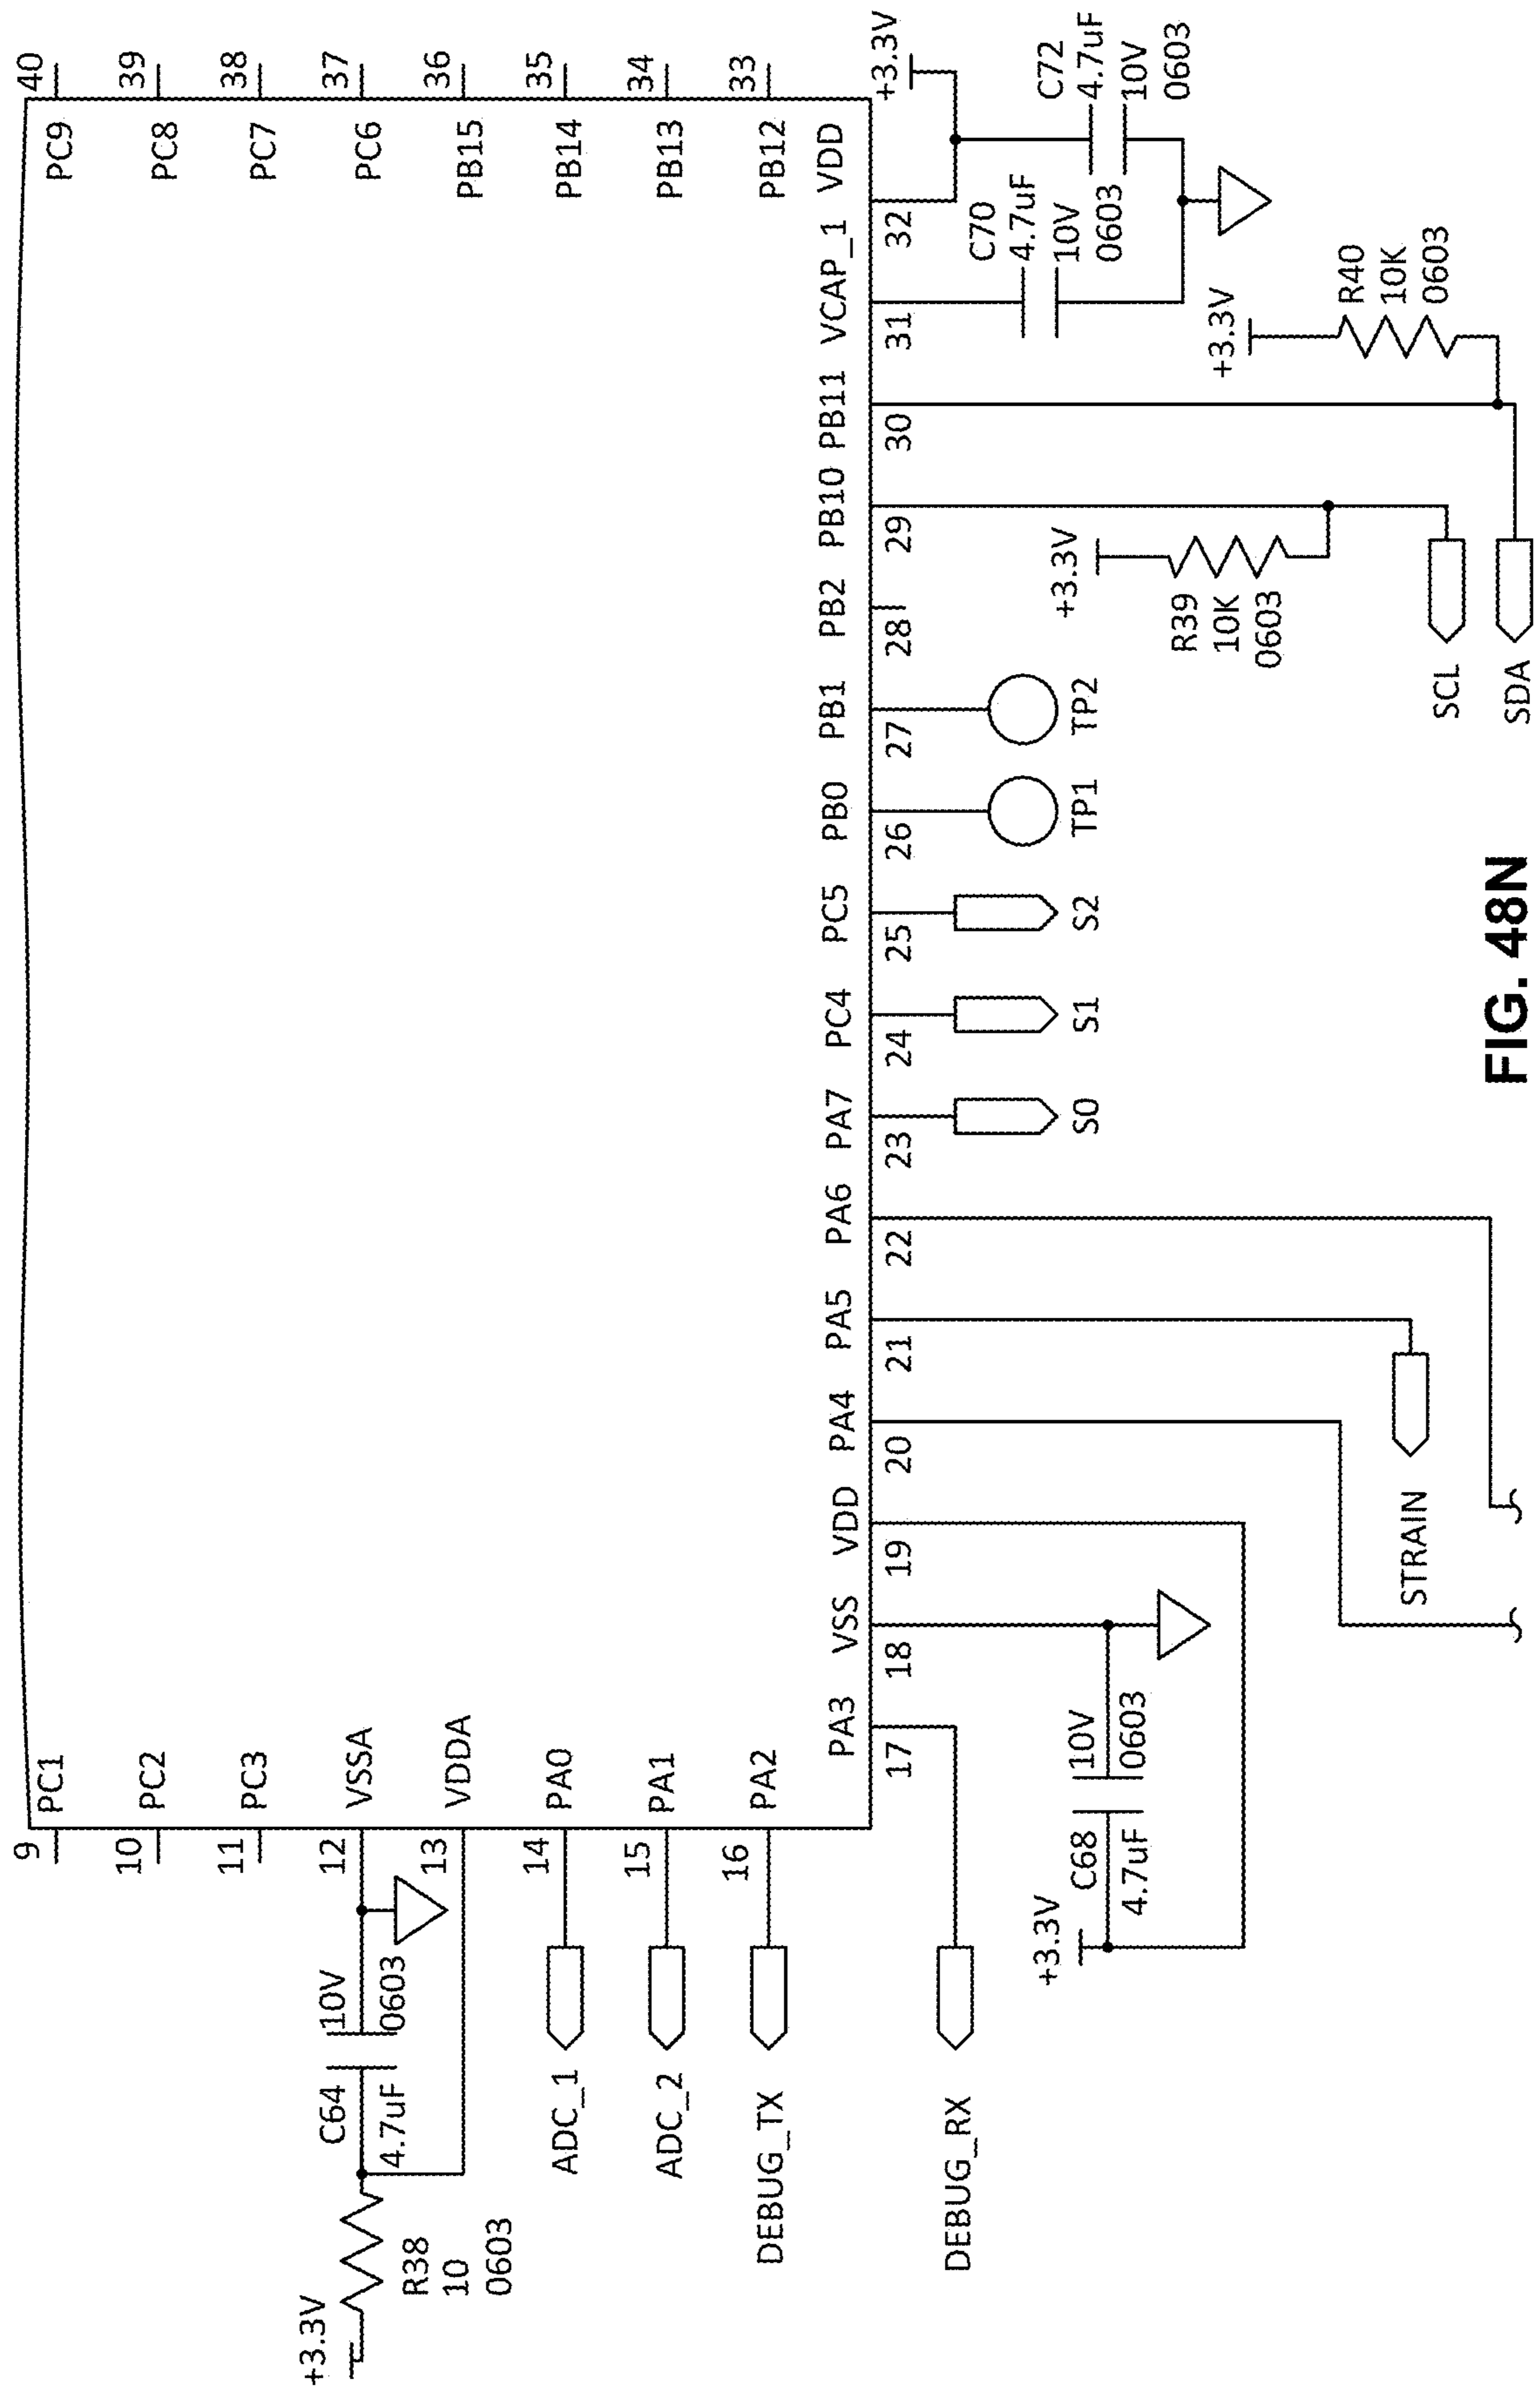 9
PC1
10
PC2
11
PC3
12
VSSA
13
VDDA
14
PA0
15
PA1
16
PA2
+3.3V
R38
10
0603
C64
4.7uF
10V
0603
ADC_1
ADC_2
DEBUG_TX
DEBUG_RX
40
PC9
39
PC8
38
PC7
37
PC6
36
PB15
35
PB14
34
PB13
33
PB12
PA3
VSS
VDD
PA4
PA5
PA6
PA7
PC4
PC5
PB0
PB1
PB2
PB10
PB11
VCAP_1
VDD
17
18
19
20
21
22
23
24
25
26
27
28
29
30
31
32
+3.3V
C68
4.7uF
10V
0603
STRAIN
S0
S1
S2
TP1
TP2
+3.3V
R39
10K
0603
SCL
SDA
+3.3V
R40
10K
0603
C70
4.7uF
10V
0603
+3.3V
C72
4.7uF
10V
0603
FIG. 48N